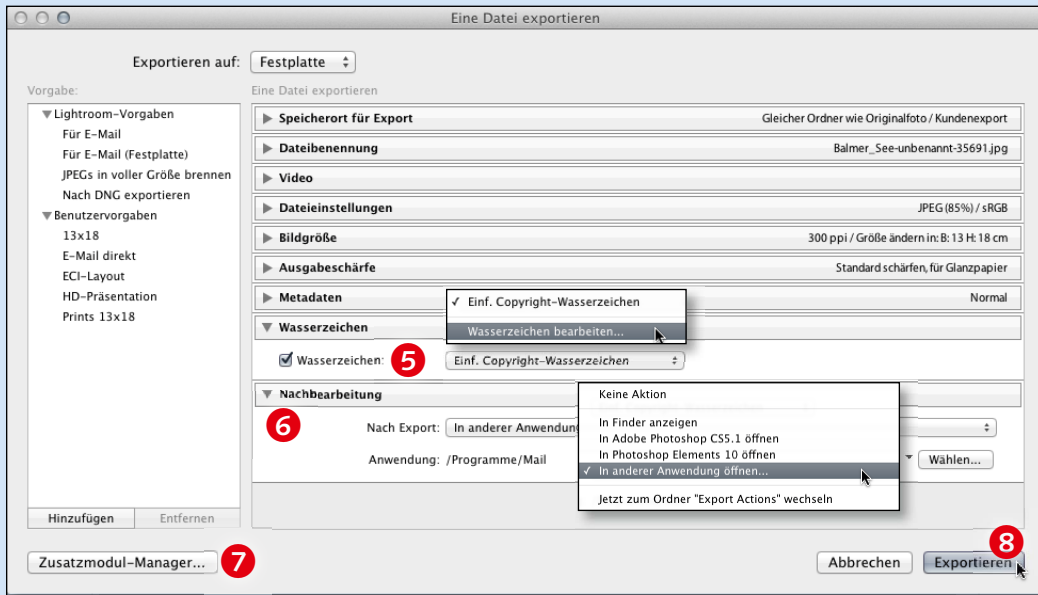 Eine Datei exportieren
Exportieren auf: Festplatte
Vorgabe:
Lightroom-Vorgaben
Für E-Mail
Für E-Mail (Festplatte)
JPEGs in voller Größe brennen
Nach DNG exportieren
Benutzervorgaben
13x18
E-Mail direkt
ECI-Layout
HD-Präsentation
Prints 13x18
Hinzufügen Entfernen
Eine Datei exportieren
Speicherort für Export Gleicher Ordner wie Originalfoto / Kundenexport
Dateibenennung Balmer_See-unbenannt-35691.jpg
Video
Dateieinstellungen JPEG (85%) / sRGB
Bildgröße 300 ppi / Größe ändern in: B: 13 H: 18 cm
Ausgabeschärfe Standard schärfen, für Glanzpapier
Metadaten Normal
✓ Einf. Copyright-Wasserzeichen
Wasserzeichen bearbeiten...
Wasserzeichen
Wasserzeichen: 5 Einf. Copyright-Wasserzeichen
Nachbearbeitung
6
Nach Export: In anderer Anwendung
Anwendung: /Programme/Mail Wählen...
Keine Aktion
In Finder anzeigen
In Adobe Photoshop CS5.1 öffnen
In Photoshop Elements 10 öffnen
✓ In anderer Anwendung öffnen...
Jetzt zum Ordner "Export Actions" wechseln
Zusatzmodul-Manager... 7
Abbrechen Exportieren 8